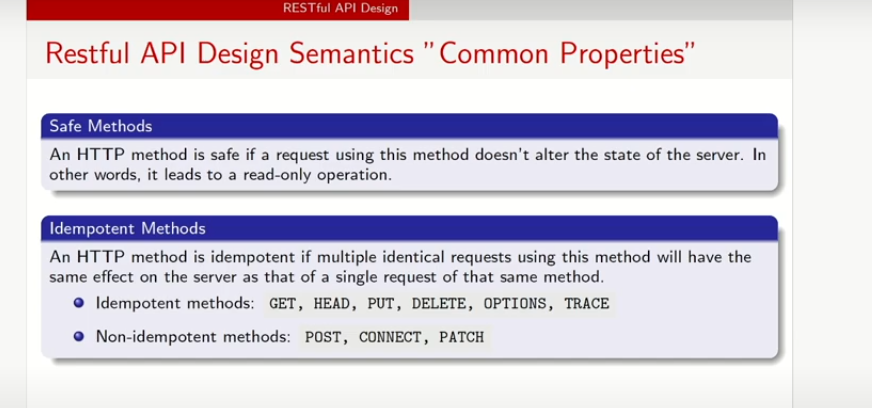 RESTful API Design
Restful API Design Semantics "Common Properties"
Safe Methods
An HTTP method is safe if a request using this method doesn't alter the state of the server. In
other words, it leads to a read-only operation.
Idempotent Methods
An HTTP method is idempotent if multiple identical requests using this method will have the
same effect on the server as that of a single request of that same method.
Idempotent methods: GET, HEAD, PUT, DELETE, OPTIONS, TRACE
Non-idempotent methods: POST, CONNECT, PATCH